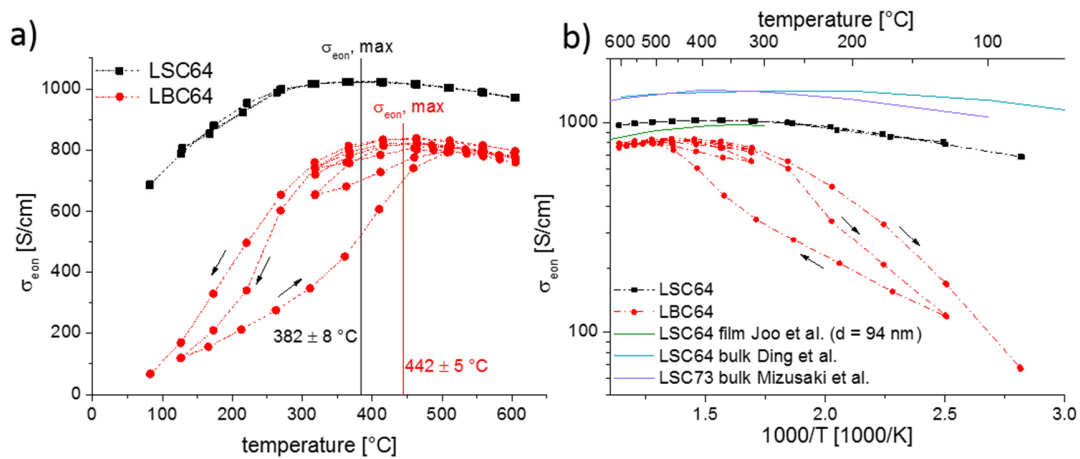 a)
σeon, max
LSC64
LBC64
σeon, max
1000
800
600
400
200
0
σeon [S/cm]
382 ± 8 °C
442 ± 5 °C
0 100 200 300 400 500 600
temperature [°C]
b)
temperature [°C]
600 500 400 300 200 100
1000
100
σeon [S/cm]
LSC64
LBC64
LSC64 film Joo et al. (d = 94 nm)
LSC64 bulk Ding et al.
LSC73 bulk Mizusaki et al.
1.5 2.0 2.5 3.0
1000/T [1000/K]